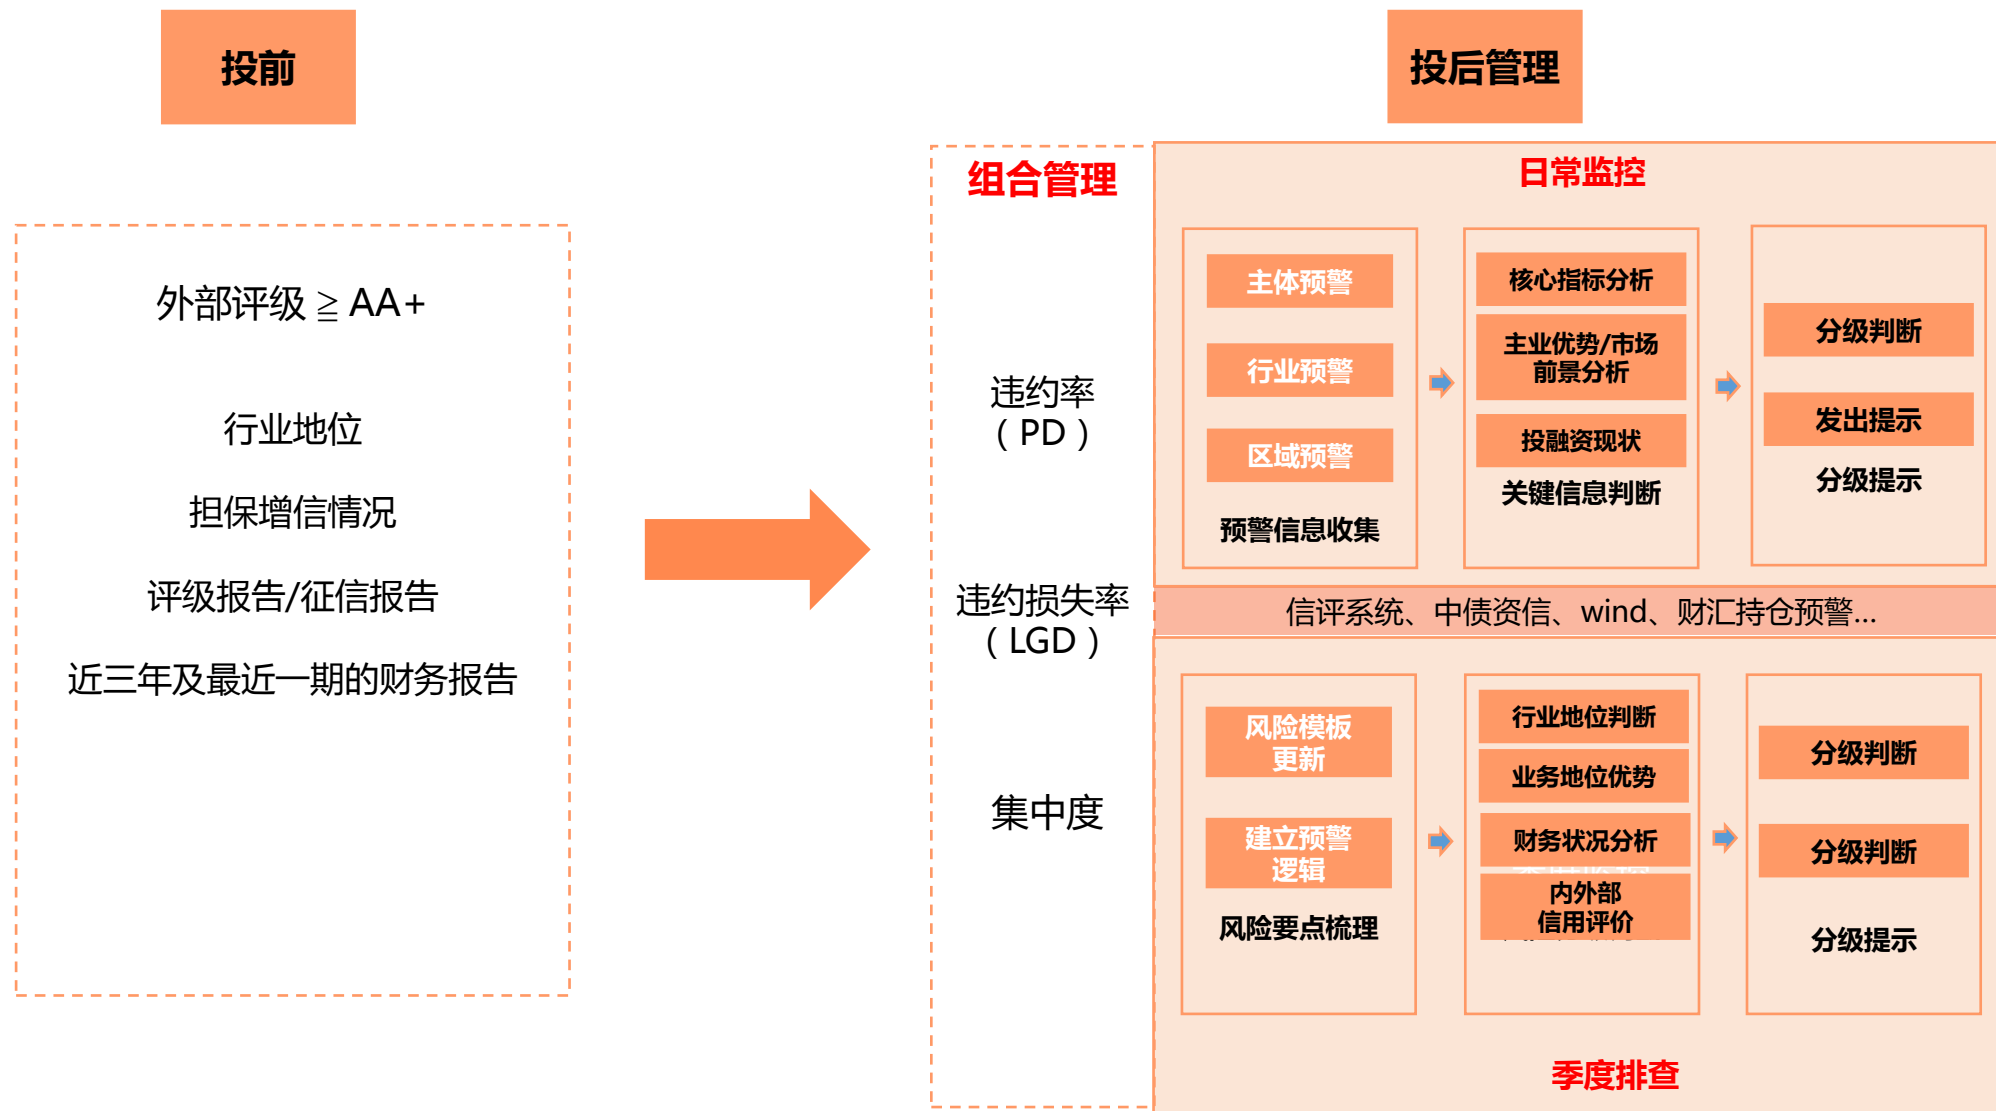 投前
投后管理
外部评级 ≧ AA+
行业地位
担保增信情况
评级报告/征信报告
近三年及最近一期的财务报告
组合管理
违约率
（PD）
违约损失率
（LGD）
集中度
日常监控
主体预警
行业预警
区域预警
预警信息收集
核心指标分析
主业优势/市场
前景分析
投融资现状
关键信息判断
分级判断
发出提示
分级提示
信评系统、中债资信、wind、财汇持仓预警...
风险模板
更新
建立预警
逻辑
风险要点梳理
行业地位判断
业务地位优势
财务状况分析
内外部
信用评价
分级判断
分级判断
分级提示
季度排查